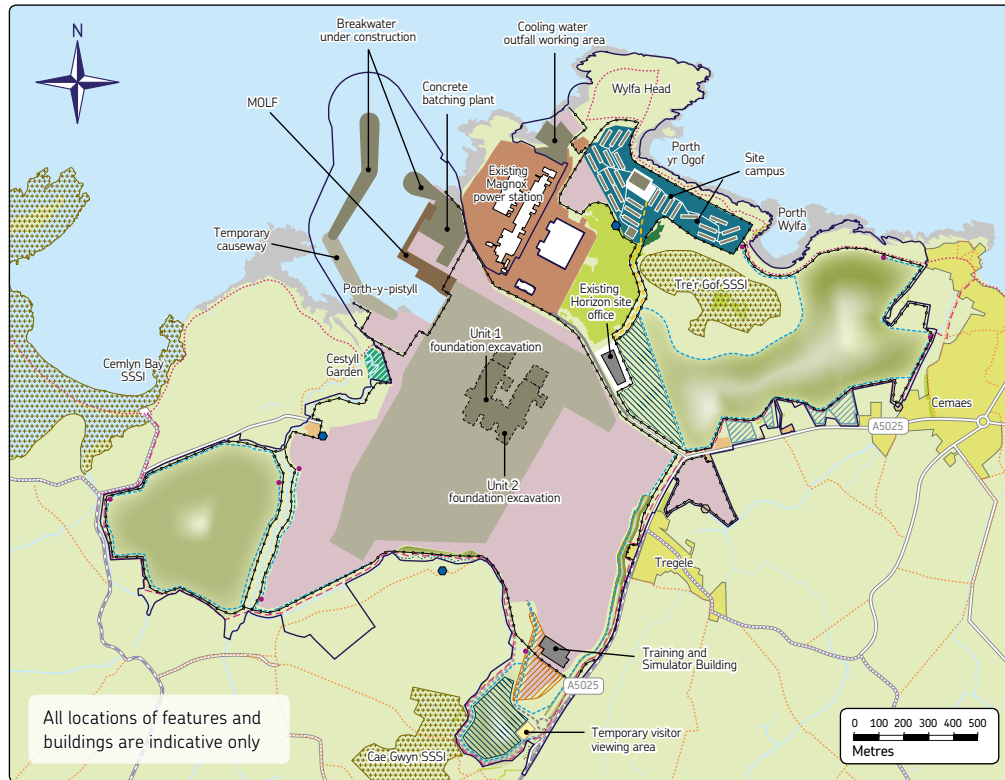 N
Breakwater
under construction
Cooling water
outfall working area
MOLF
Concrete
batching plant
Wylfa Head
Porth
yr Ogof
Site
campus
Existing
Magnox
power station
Porth
Wylfa
Temporary
causeway
Porth-y-pistyll
Tre'r Gof SSSI
Existing
Horizon site
office
Unit 1
foundation excavation
Cemlyn Bay
SSSI
Cestyll
Garden
Cemaes
A5025
Unit 2
foundation excavation
Tregele
Training and
Simulator Building
A5025
Temporary visitor
viewing area
Cae Gwyn SSSI
All locations of features and
buildings are indicative only
0 100 200 300 400 500
Metres